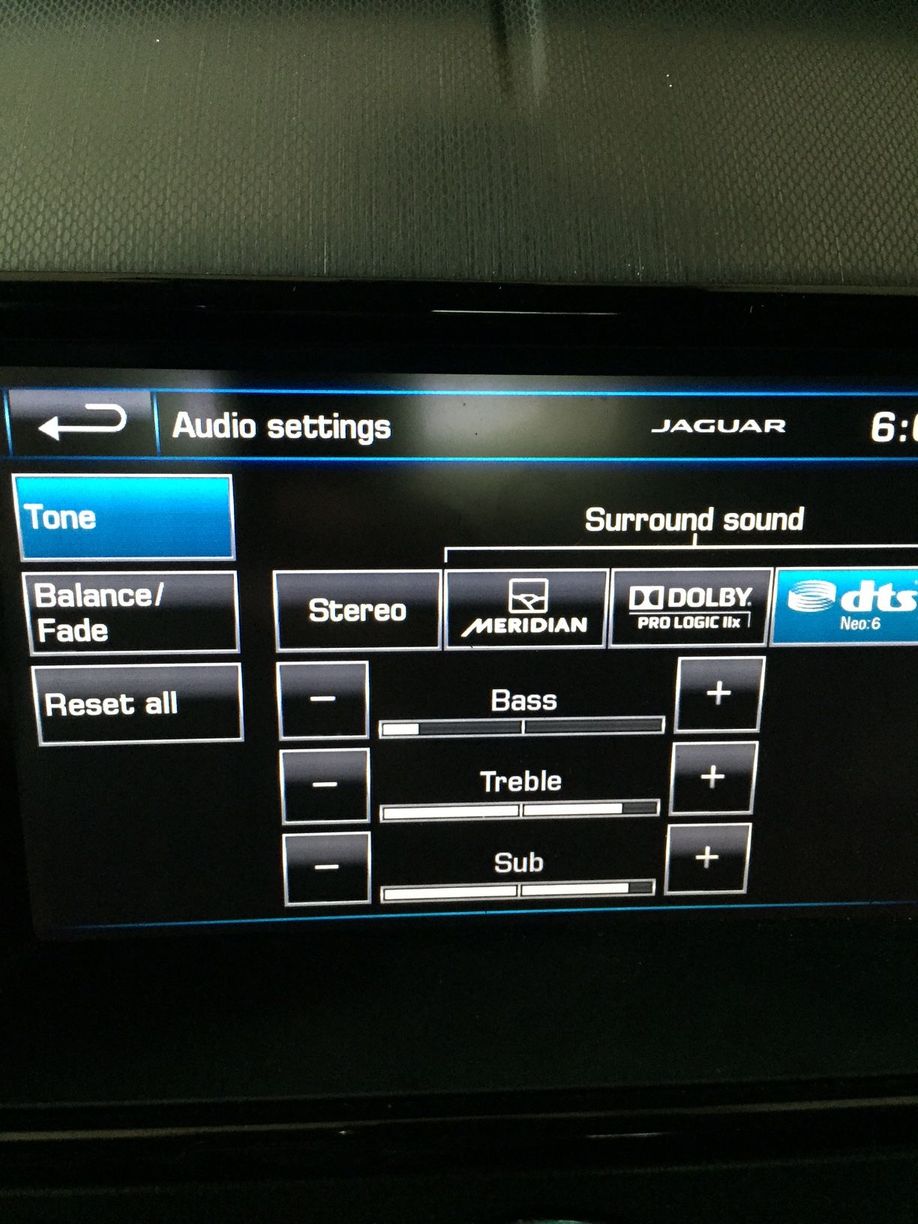 Audio settings
JAGUAR
Tone
Surround sound
Balance/
Fade
Stereo
MERIDIAN
DOLBY
PRO LOGIC IIx
dts
Neo:6
Reset all
− Bass +
− Treble +
− Sub +